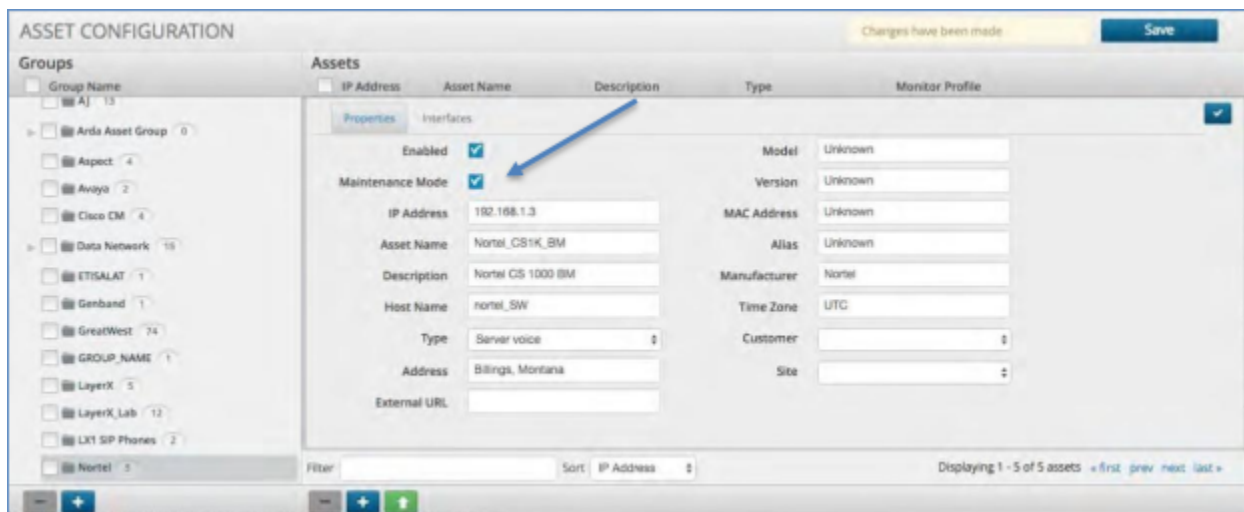 ASSET CONFIGURATION
Changes have been made
Save
Groups
Assets
Group Name
IP Address Asset Name Description Type Monitor Profile
AJ 13
Arda Asset Group 0
Aspect 4
Avaya 2
Cisco CM 4
Data Network 15
ETISALAT 1
Genband 1
GreatWest 74
GROUP_NAME 1
LayerX 5
LayerX_Lab 12
LX1 SIP Phones 2
Nortel 5
Properties Interfaces
Enabled
Maintenance Mode
IP Address 192.168.1.3
Asset Name Nortel_CS1K_BM
Description Nortel CS 1000 BM
Host Name nortel_SW
Type Server voice
Address Billings, Montana
External URL
Model Unknown
Version Unknown
MAC Address Unknown
Alias Unknown
Manufacturer Nortel
Time Zone UTC
Customer
Site
Filter
Sort IP Address
Displaying 1 - 5 of 5 assets « first prev next last »